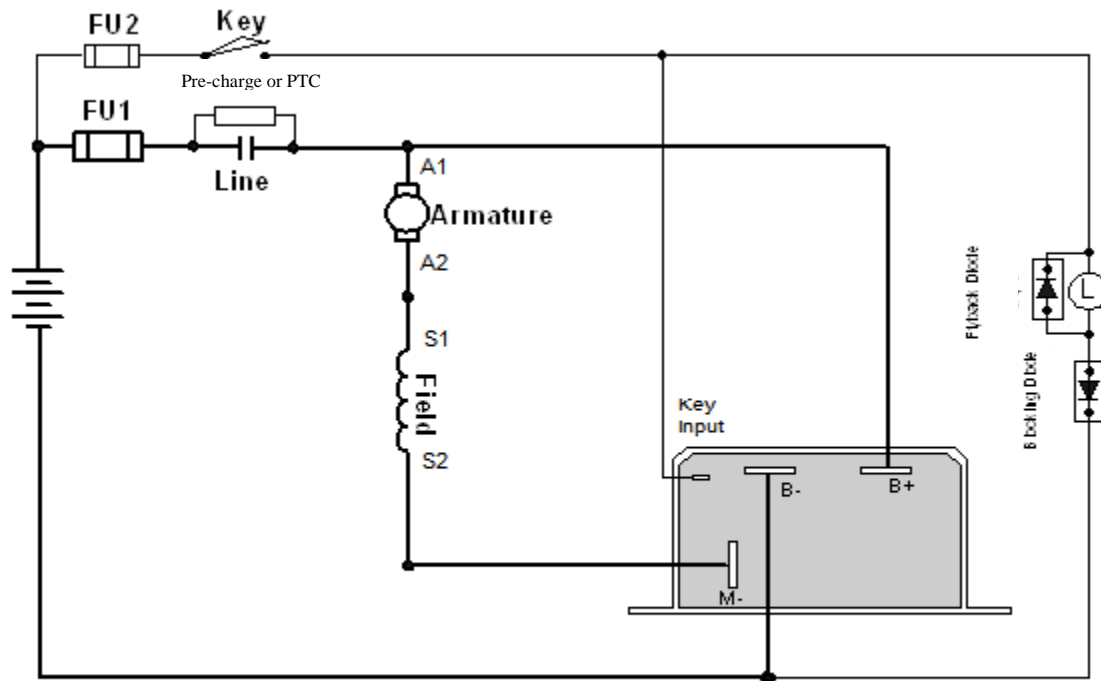 FU2
Key
Pre-charge or PTC
FU1
Line
A1
Armature
A2
S1
Field
S2
Key
Input
B-
B+
M-
Flyback Diode
L
Blocking Diode